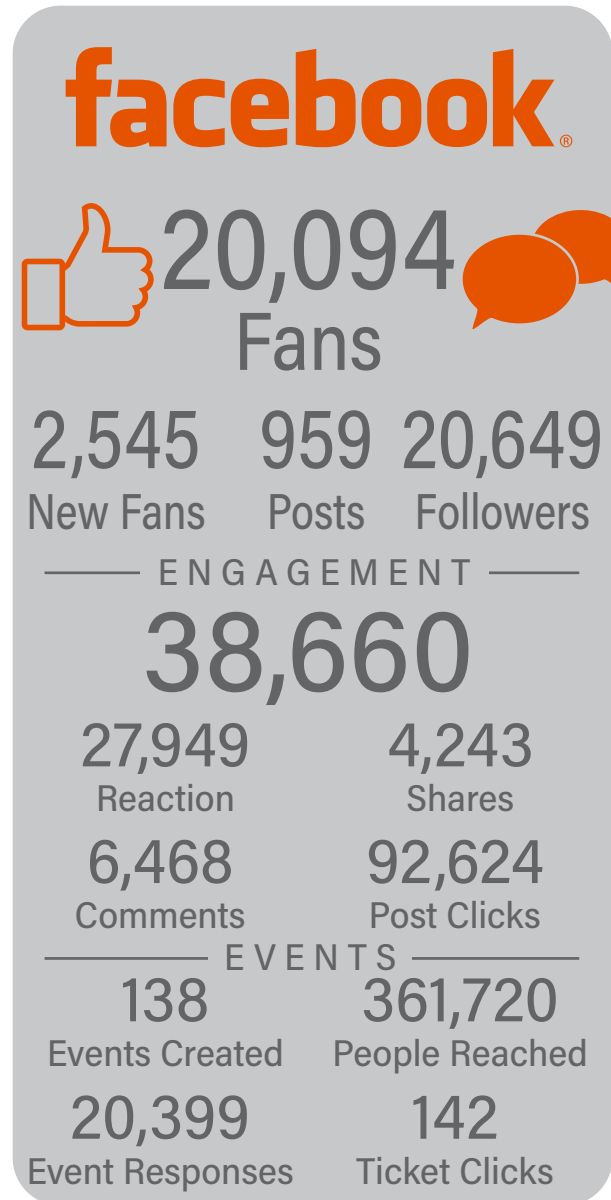 facebook®
20,094
Fans
2,545 959 20,649
New Fans Posts Followers
ENGAGEMENT
38,660
27,949 4,243
Reaction Shares
6,468 92,624
Comments Post Clicks
EVENTS
138 361,720
Events Created People Reached
20,399 142
Event Responses Ticket Clicks